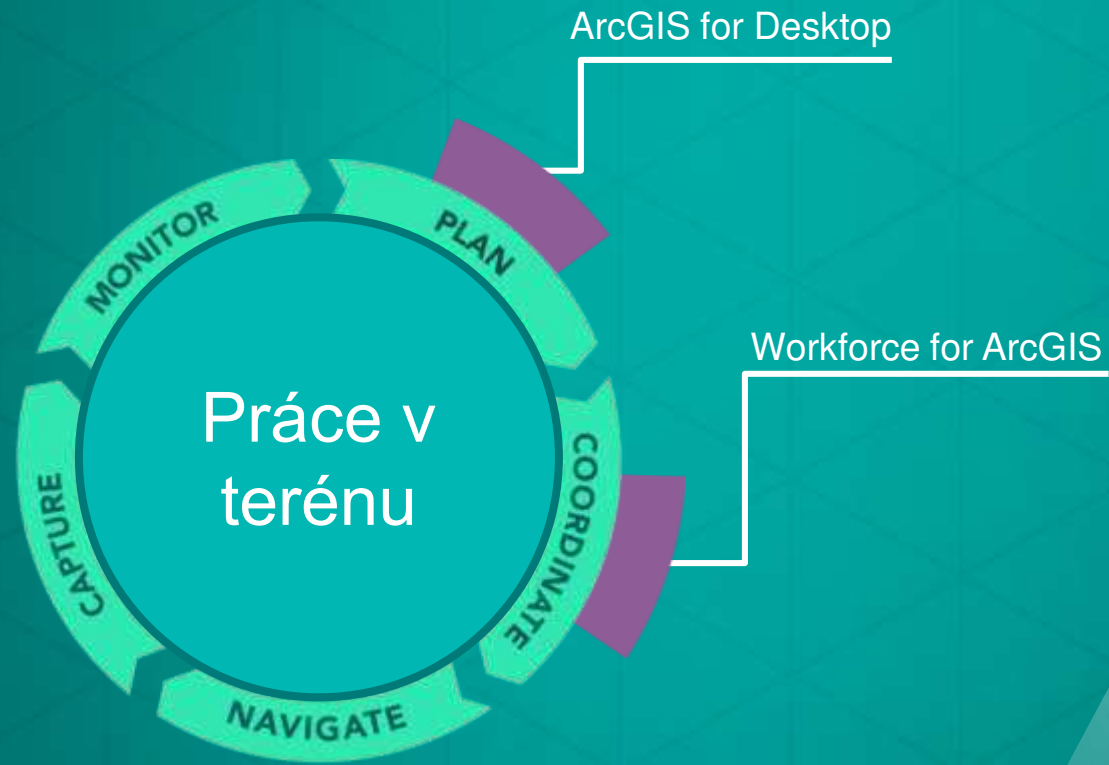 ArcGIS for Desktop
MONITOR
PLAN
Workforce for ArcGIS
Práce v
terénu
COORDINATE
CAPTURE
NAVIGATE